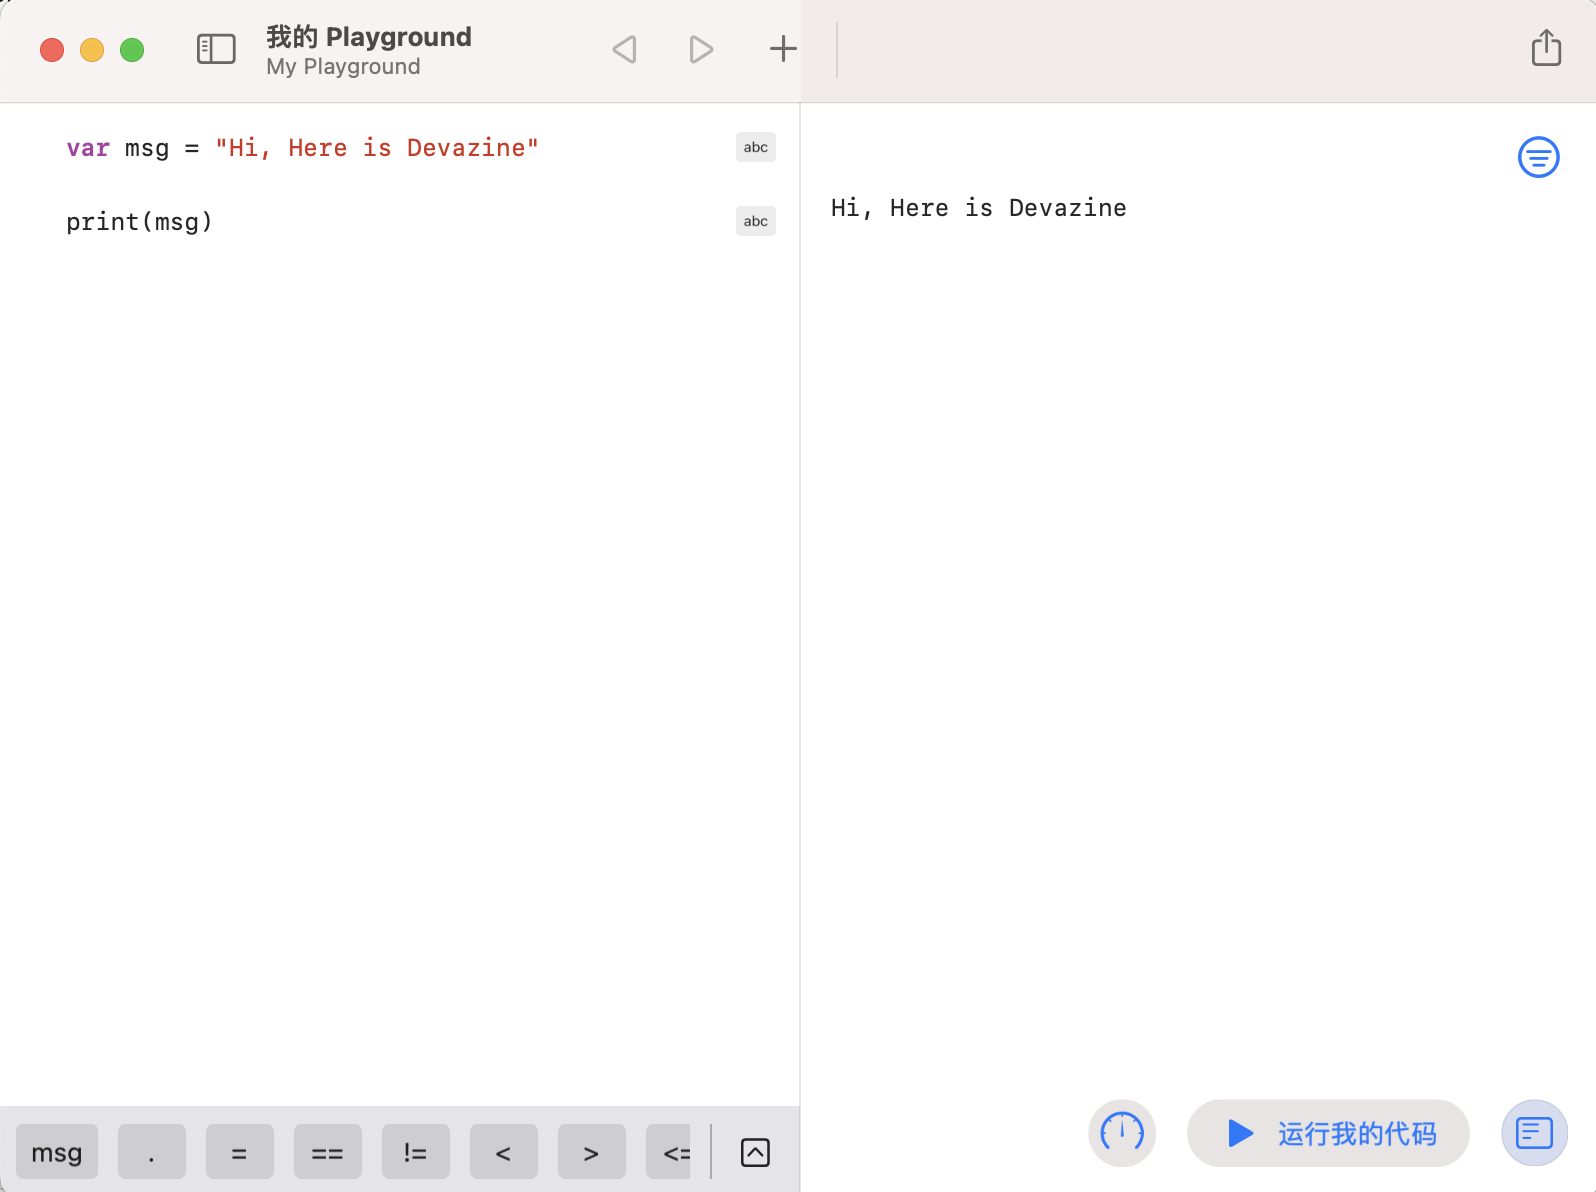 我的 Playground
My Playground
var msg = "Hi, Here is Devazine"
abc
print(msg)
abc
Hi, Here is Devazine
msg . = == != < > <=
运行我的代码